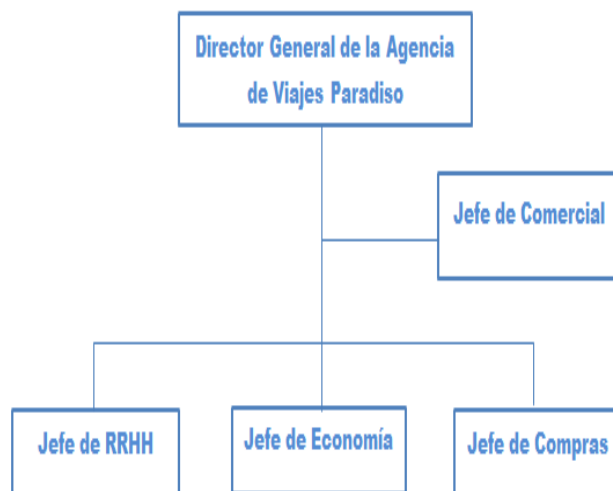 Director General de la Agencia
de Viajes Paradiso
Jefe de Comercial
Jefe de RRHH
Jefe de Economía
Jefe de Compras